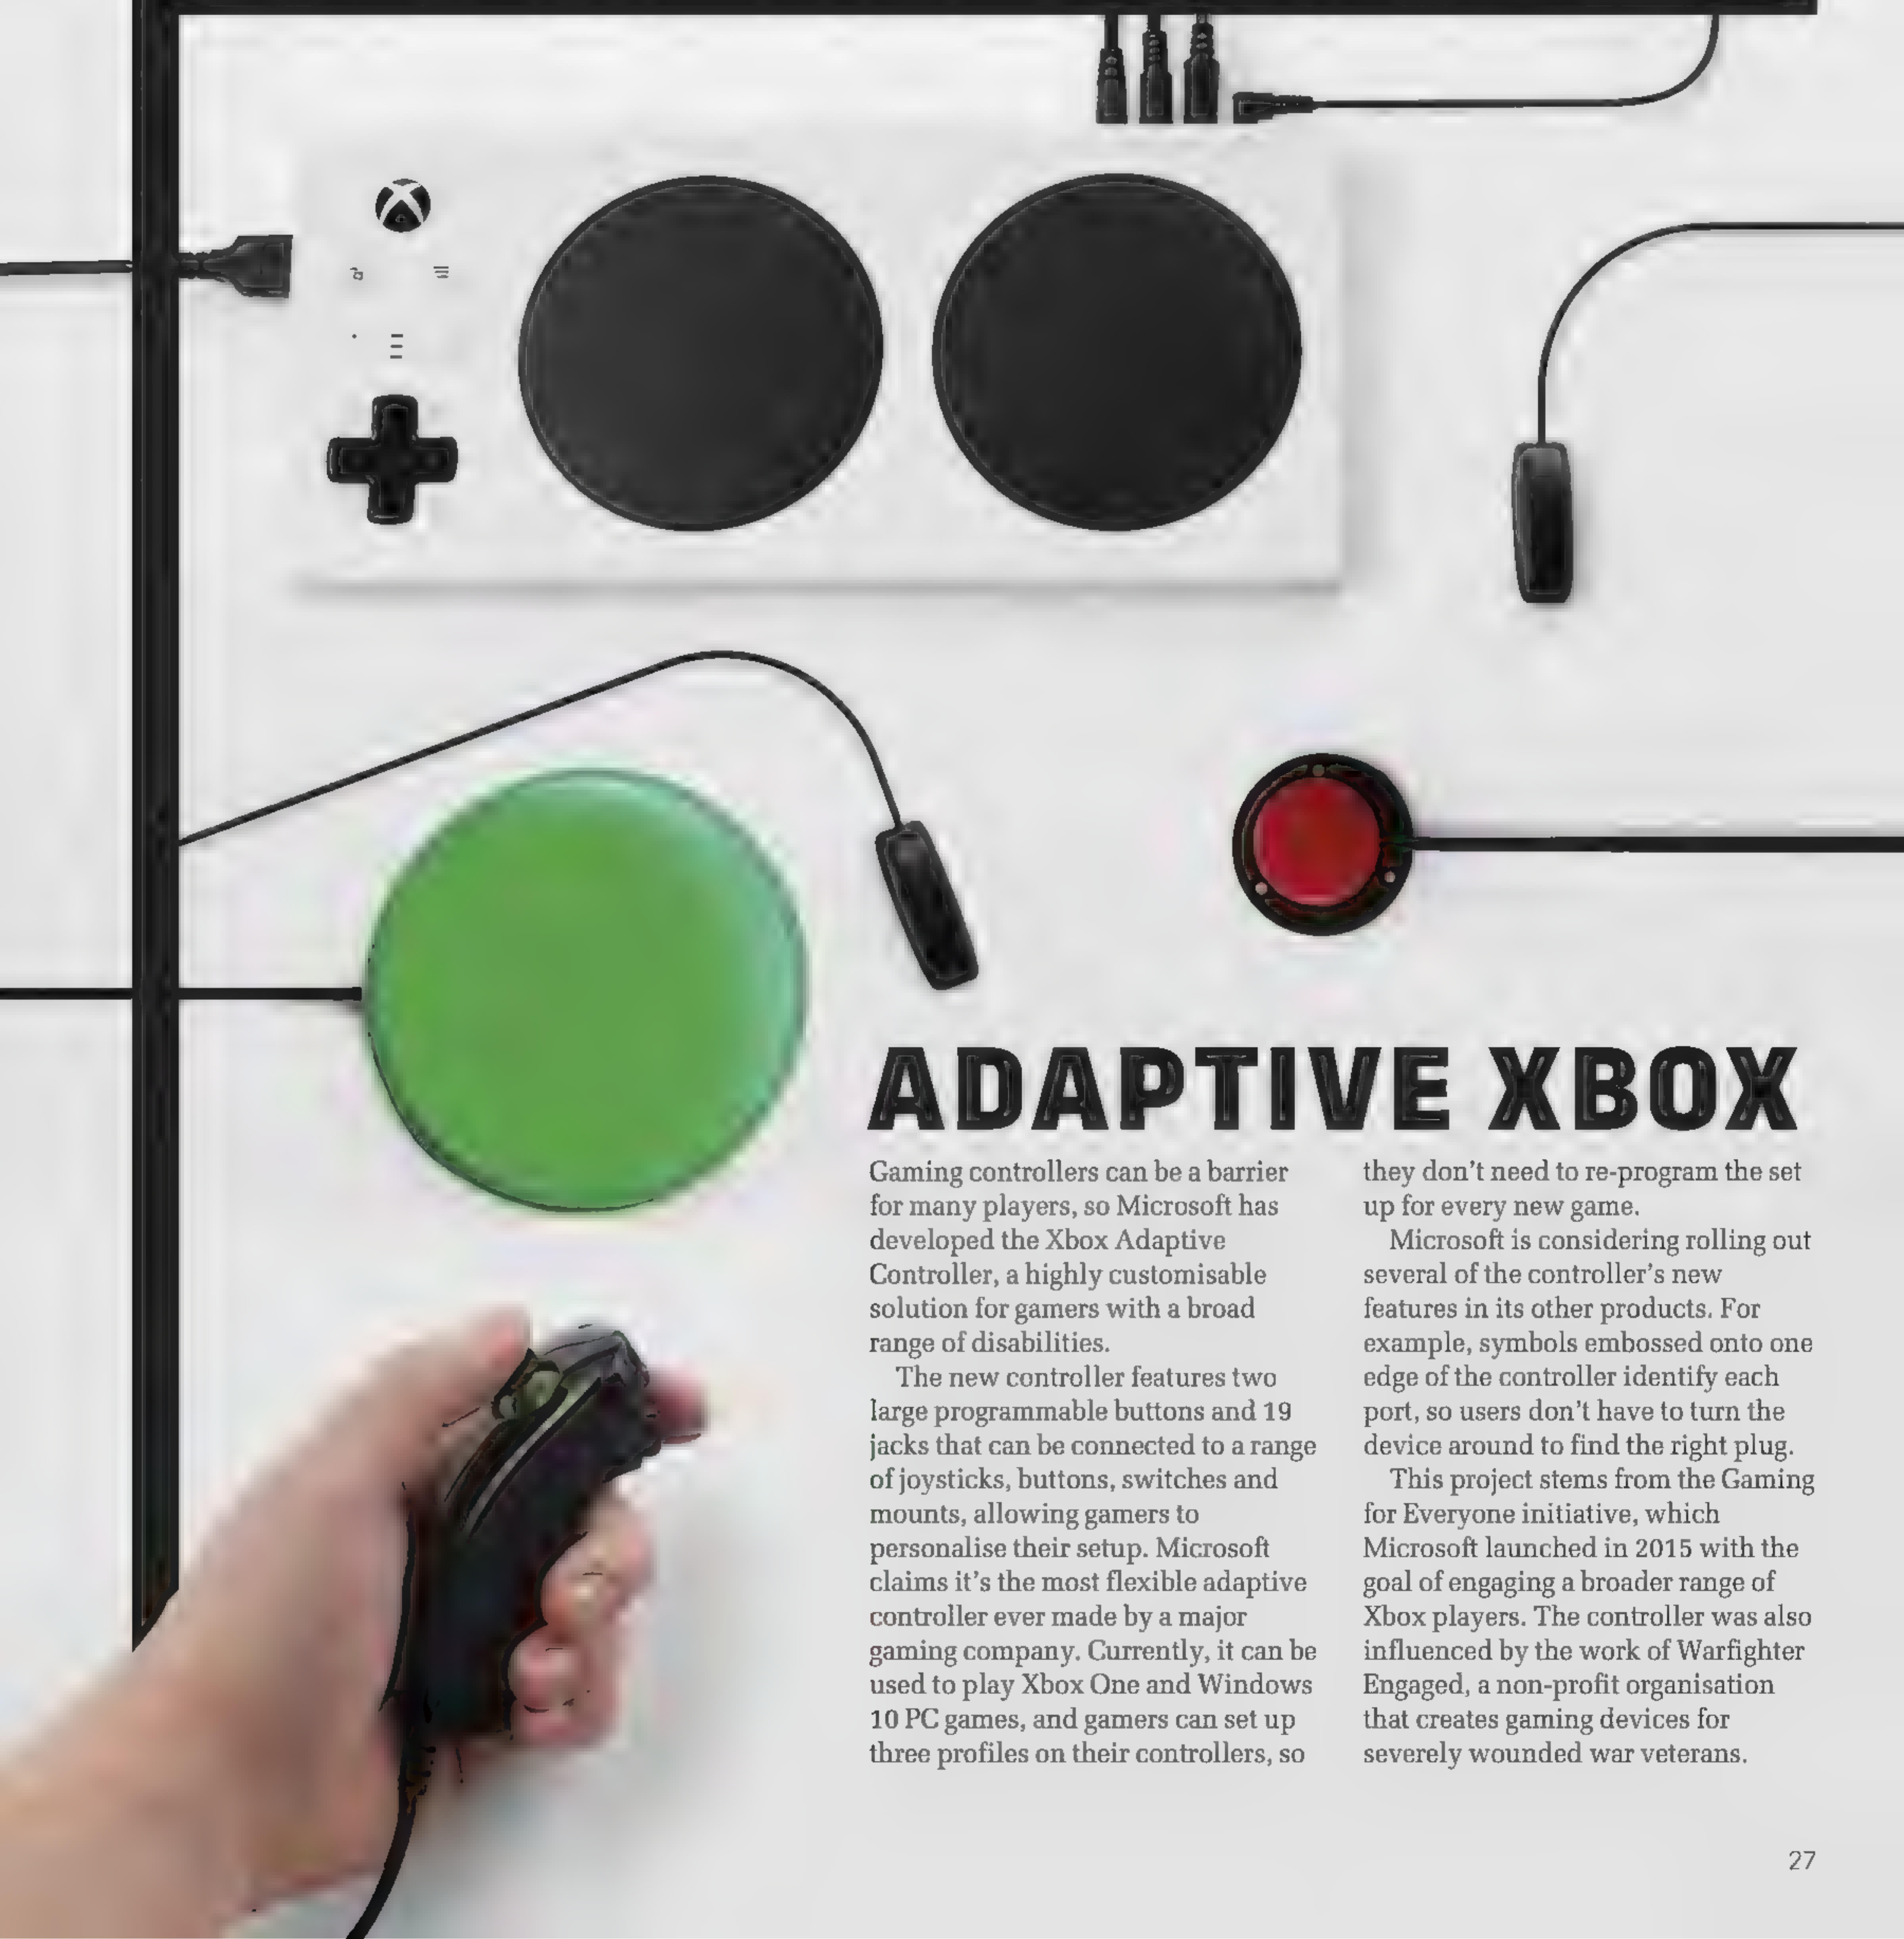 ADAPTIVE XBOX
Gaming controllers can be a barrier
for many players, so Microsoft has
developed the Xbox Adaptive
Controller, a highly customisable
solution for gamers with a broad
range of disabilities.
The new controller features two
large programmable buttons and 19
jacks that can be connected to a range
of joysticks, buttons, switches and
mounts, allowing gamers to
personalise their setup. Microsoft
claims it’s the most flexible adaptive
controller ever made by a major
gaming company. Currently, it can be
used to play Xbox One and Windows
10 PC games, and gamers can set up
three profiles on their controllers, so
they don’t need to re-program the set
up for every new game.
Microsoft is considering rolling out
several of the controller’s new
features in its other products. For
example, symbols embossed onto one
edge of the controller identify each
port, so users don’t have to turn the
device around to find the right plug.
This project stems from the Gaming
for Everyone initiative, which
Microsoft launched in 2015 with the
goal of engaging a broader range of
Xbox players. The controller was also
influenced by the work of Warfighter
Engaged, a non-profit organisation
that creates gaming devices for
severely wounded war veterans.
27